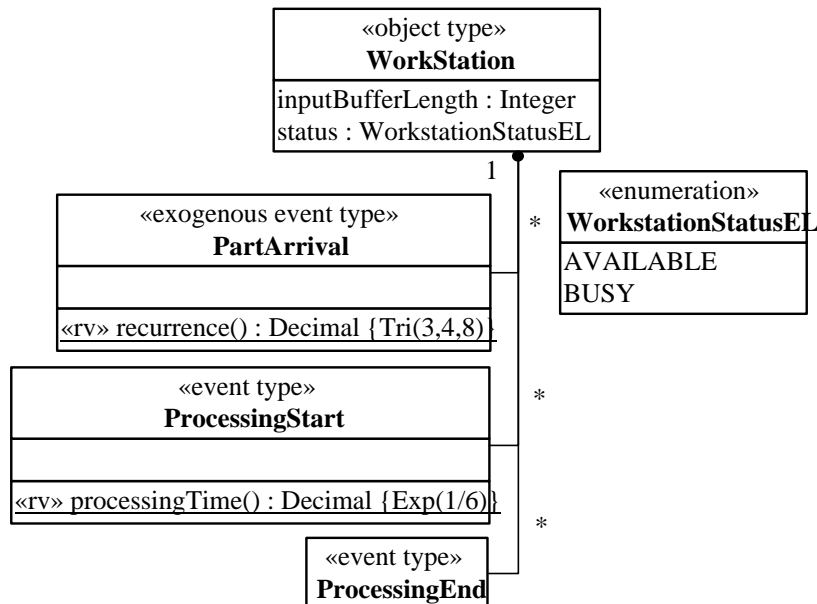 «object type»
WorkStation
inputBufferLength : Integer
status : WorkstationStatusEL
1
«exogenous event type»
PartArrival
«rv» recurrence() : Decimal {Tri(3,4,8)}
*
«enumeration»
WorkstationStatusEL
AVAILABLE
BUSY
«event type»
ProcessingStart
«rv» processingTime() : Decimal {Exp(1/6)}
*
*
«event type»
ProcessingEnd